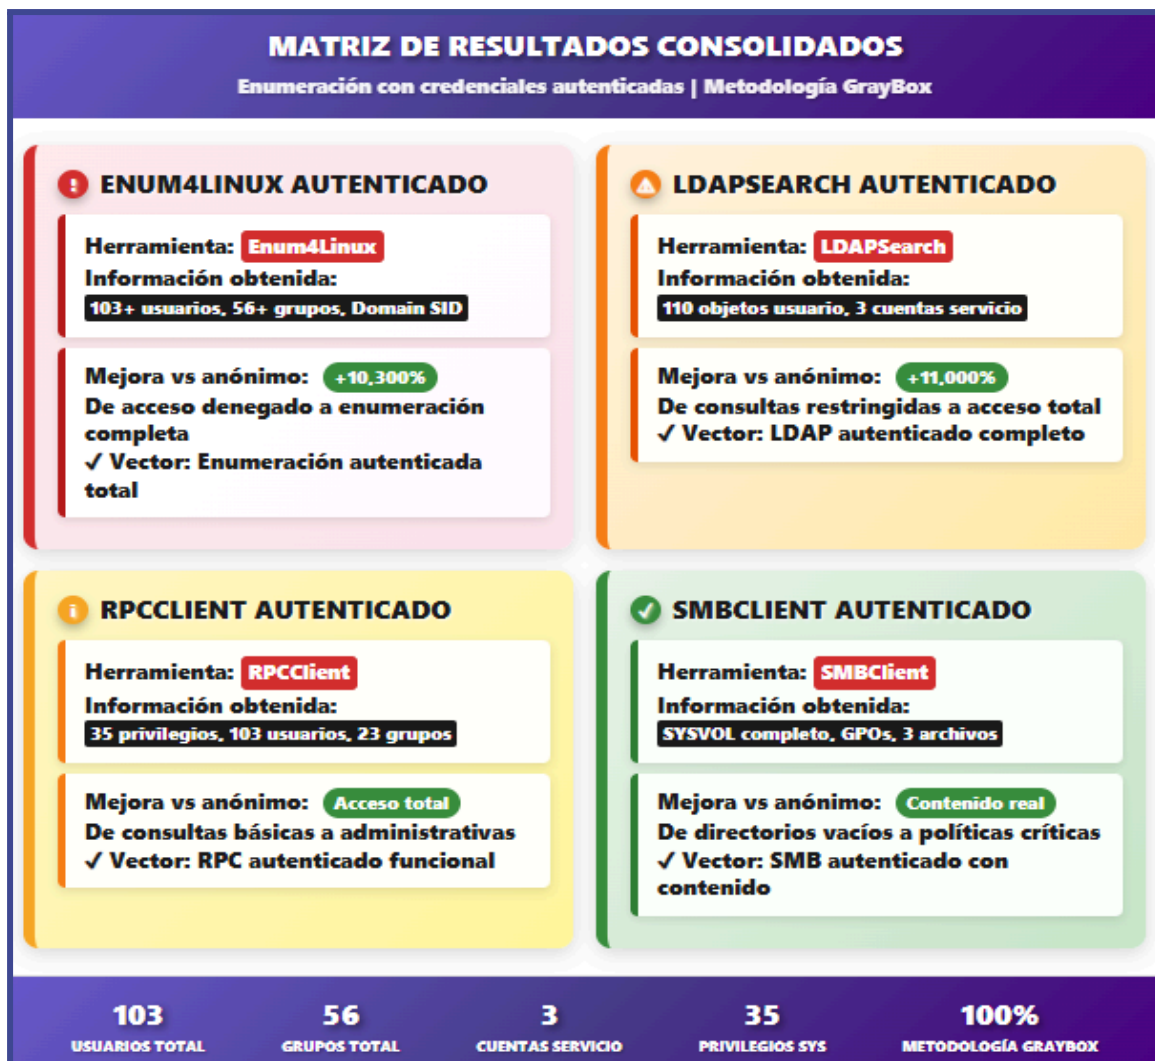 MATRIZ DE RESULTADOS CONSOLIDADOS
Enumeración con credenciales autenticadas | Metodología GrayBox
ENUM4LINUX AUTENTICADO
Herramienta: Enum4Linux
Información obtenida:
103+ usuarios, 56+ grupos, Domain SID
Mejora vs anónimo: +10,300%
De acceso denegado a enumeración
completa
✓ Vector: Enumeración autenticada
total
LDAPSEARCH AUTENTICADO
Herramienta: LDAPSearch
Información obtenida:
110 objetos usuario, 3 cuentas servicio
Mejora vs anónimo: +11,000%
De consultas restringidas a acceso total
✓ Vector: LDAP autenticado completo
RPCCLIENT AUTENTICADO
Herramienta: RPCClient
Información obtenida:
35 privilegios, 103 usuarios, 23 grupos
Mejora vs anónimo: Acceso total
De consultas básicas a administrativas
✓ Vector: RPC autenticado funcional
SMBCLIENT AUTENTICADO
Herramienta: SMBClient
Información obtenida:
SYSVOL completo, GPOs, 3 archivos
Mejora vs anónimo: Contenido real
De directorios vacíos a políticas críticas
✓ Vector: SMB autenticado con
contenido
103
USUARIOS TOTAL
56
GRUPOS TOTAL
3
CUENTAS SERVICIO
35
PRIVILEGIOS SYS
100%
METODOLOGÍA GRAYBOX